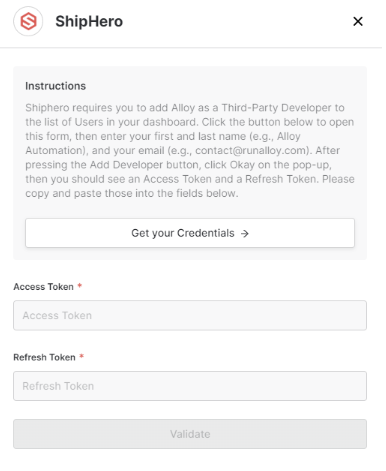 ShipHero
Instructions
Shiphero requires you to add Alloy as a Third-Party Developer to
the list of Users in your dashboard. Click the button below to open
this form, then enter your first and last name (e.g., Alloy
Automation), and your email (e.g., contact@runalloy.com). After
pressing the Add Developer button, click Okay on the pop-up,
then you should see an Access Token and a Refresh Token. Please
copy and paste those into the fields below.
Get your Credentials →
Access Token *
Access Token
Refresh Token *
Refresh Token
Validate